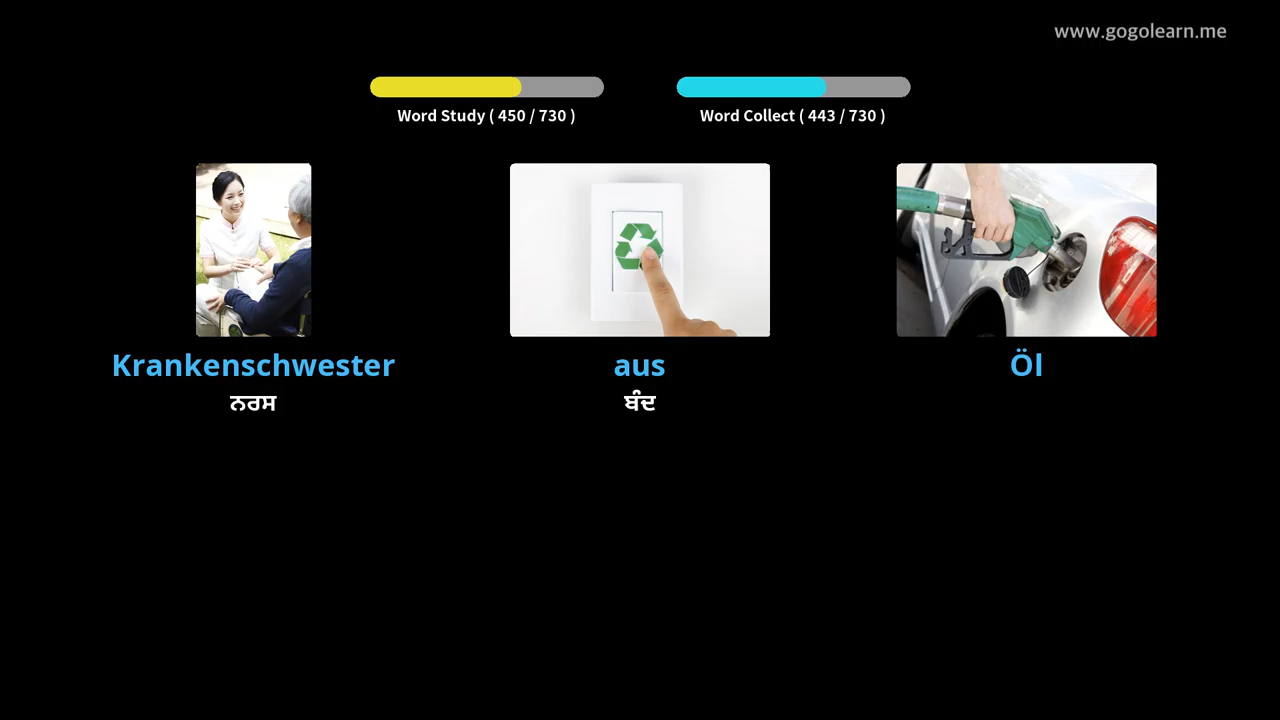 www.gogolearn.me
Word Study ( 450 / 730 )
Word Collect ( 443 / 730 )
Krankenschwester
aus
Öl
ਨਰਸ
ਬੰਦ